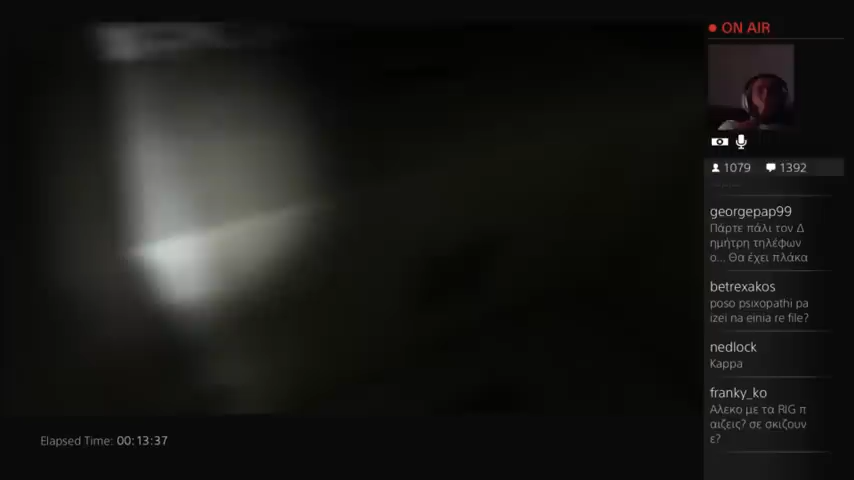 ON AIR
1079 1392
georgepap99
Πάρτε πάλι τον Δ
ημήτρη τηλέφων
ο... Θα έχει πλάκα
betrexakos
poso psixopathi pa
izei na einia re file?
nedlock
Kappa
franky_ko
Αλεκο με τα RIG π
αιζεις? σε σκιζουν
ε?
Elapsed Time: 00:13:37